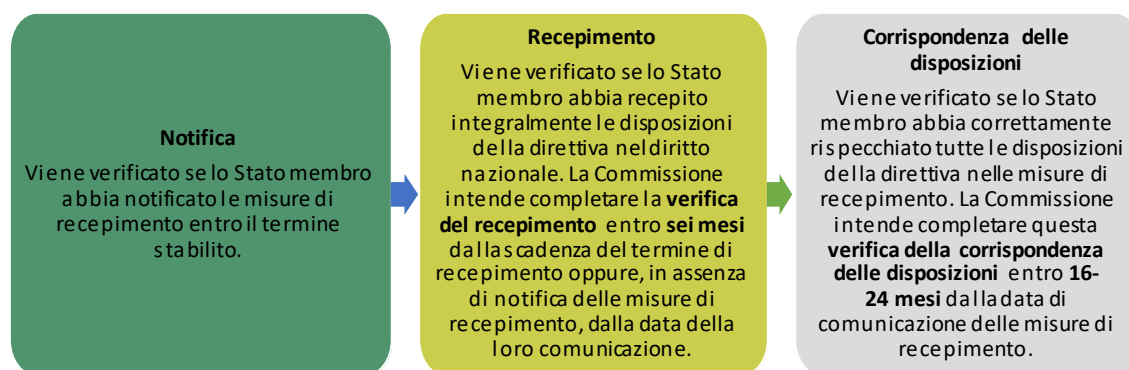 Notifica
Viene verificato se lo Stato membro
abbia notificato le misure di
recepimento entro il termine
stabilito.
Recepimento
Viene verificato se lo Stato
membro abbia recepito
integralmente le disposizioni
della direttiva nel diritto
nazionale. La Commissione
intende completare la verifica
del recepimento entro sei mesi
dalla scadenza del termine di
recepimento oppure, in assenza
di notifica delle misure di
recepimento, dalla data della
loro comunicazione.
Corrispondenza delle
disposizioni
Viene verificato se lo Stato
membro abbia correttamente
rispecchiato tutte le disposizioni
della direttiva nelle misure di
recepimento. La Commissione
intende completare questa
verifica della corrispondenza
delle disposizioni entro 16-
24 mesi dalla data di
comunicazione delle misure di
recepimento.